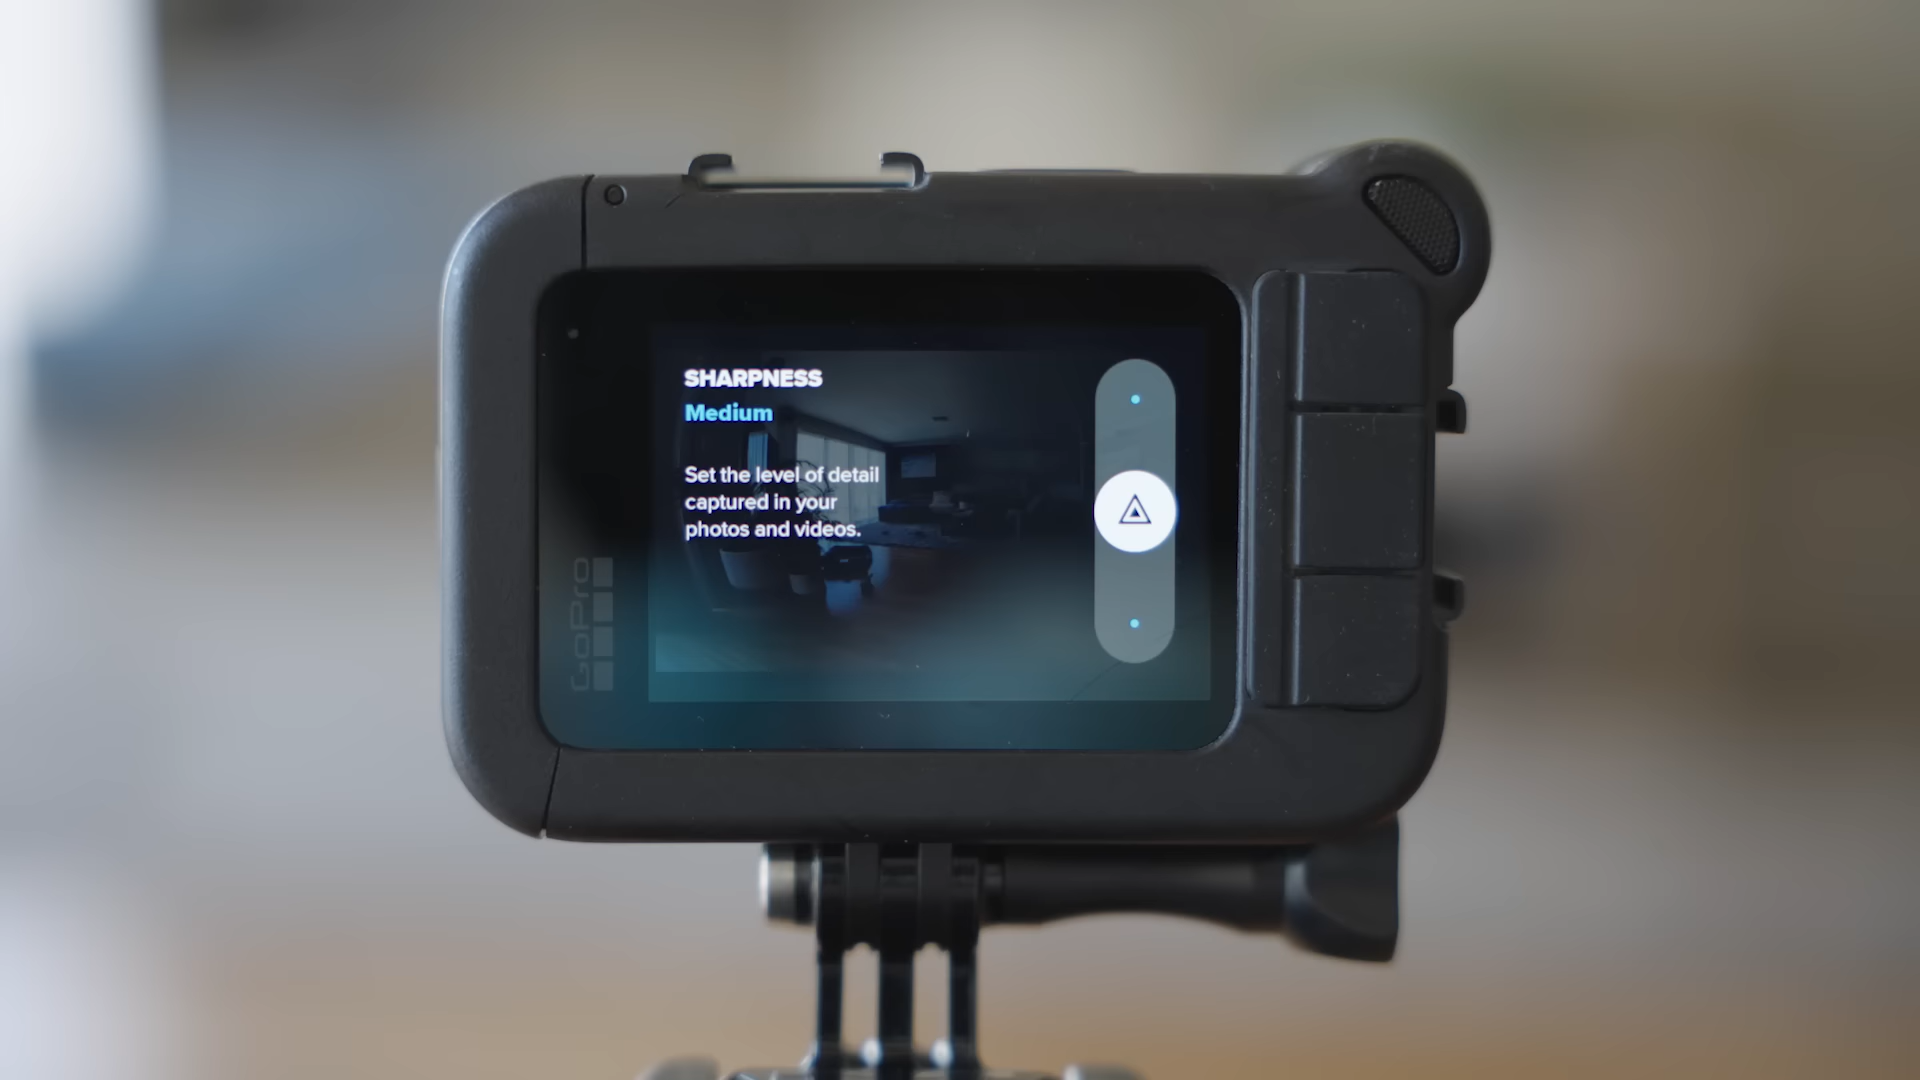 SHARPNESS
Medium
Set the level of detail
captured in your
photos and videos.
GoPro